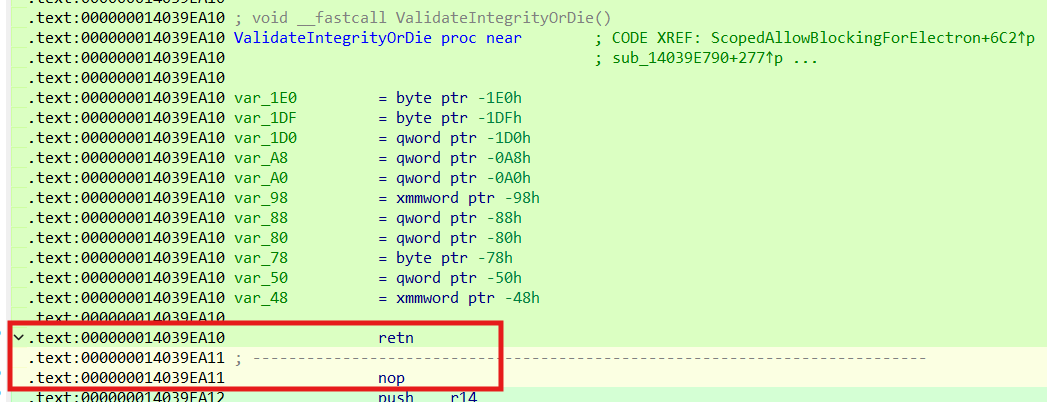 .text:000000014039EA10 ; void __fastcall ValidateIntegrityOrDie()
.text:000000014039EA10 ValidateIntegrityOrDie proc near ; CODE XREF: ScopedAllowBlockingForElectron+6C2↑p
.text:000000014039EA10 ; sub_14039E790+277↑p ...
.text:000000014039EA10
.text:000000014039EA10 var_1E0 = byte ptr -1E0h
.text:000000014039EA10 var_1DF = byte ptr -1DFh
.text:000000014039EA10 var_1D0 = qword ptr -1D0h
.text:000000014039EA10 var_A8 = qword ptr -0A8h
.text:000000014039EA10 var_A0 = qword ptr -0A0h
.text:000000014039EA10 var_98 = xmmword ptr -98h
.text:000000014039EA10 var_88 = qword ptr -88h
.text:000000014039EA10 var_80 = qword ptr -80h
.text:000000014039EA10 var_78 = byte ptr -78h
.text:000000014039EA10 var_50 = qword ptr -50h
.text:000000014039EA10 var_48 = xmmword ptr -48h
.text:000000014039EA10
.text:000000014039EA10 retn
.text:000000014039EA11 ; ---------------------------------------------------------------------------
.text:000000014039EA11 nop
.text:000000014039EA12 push r14